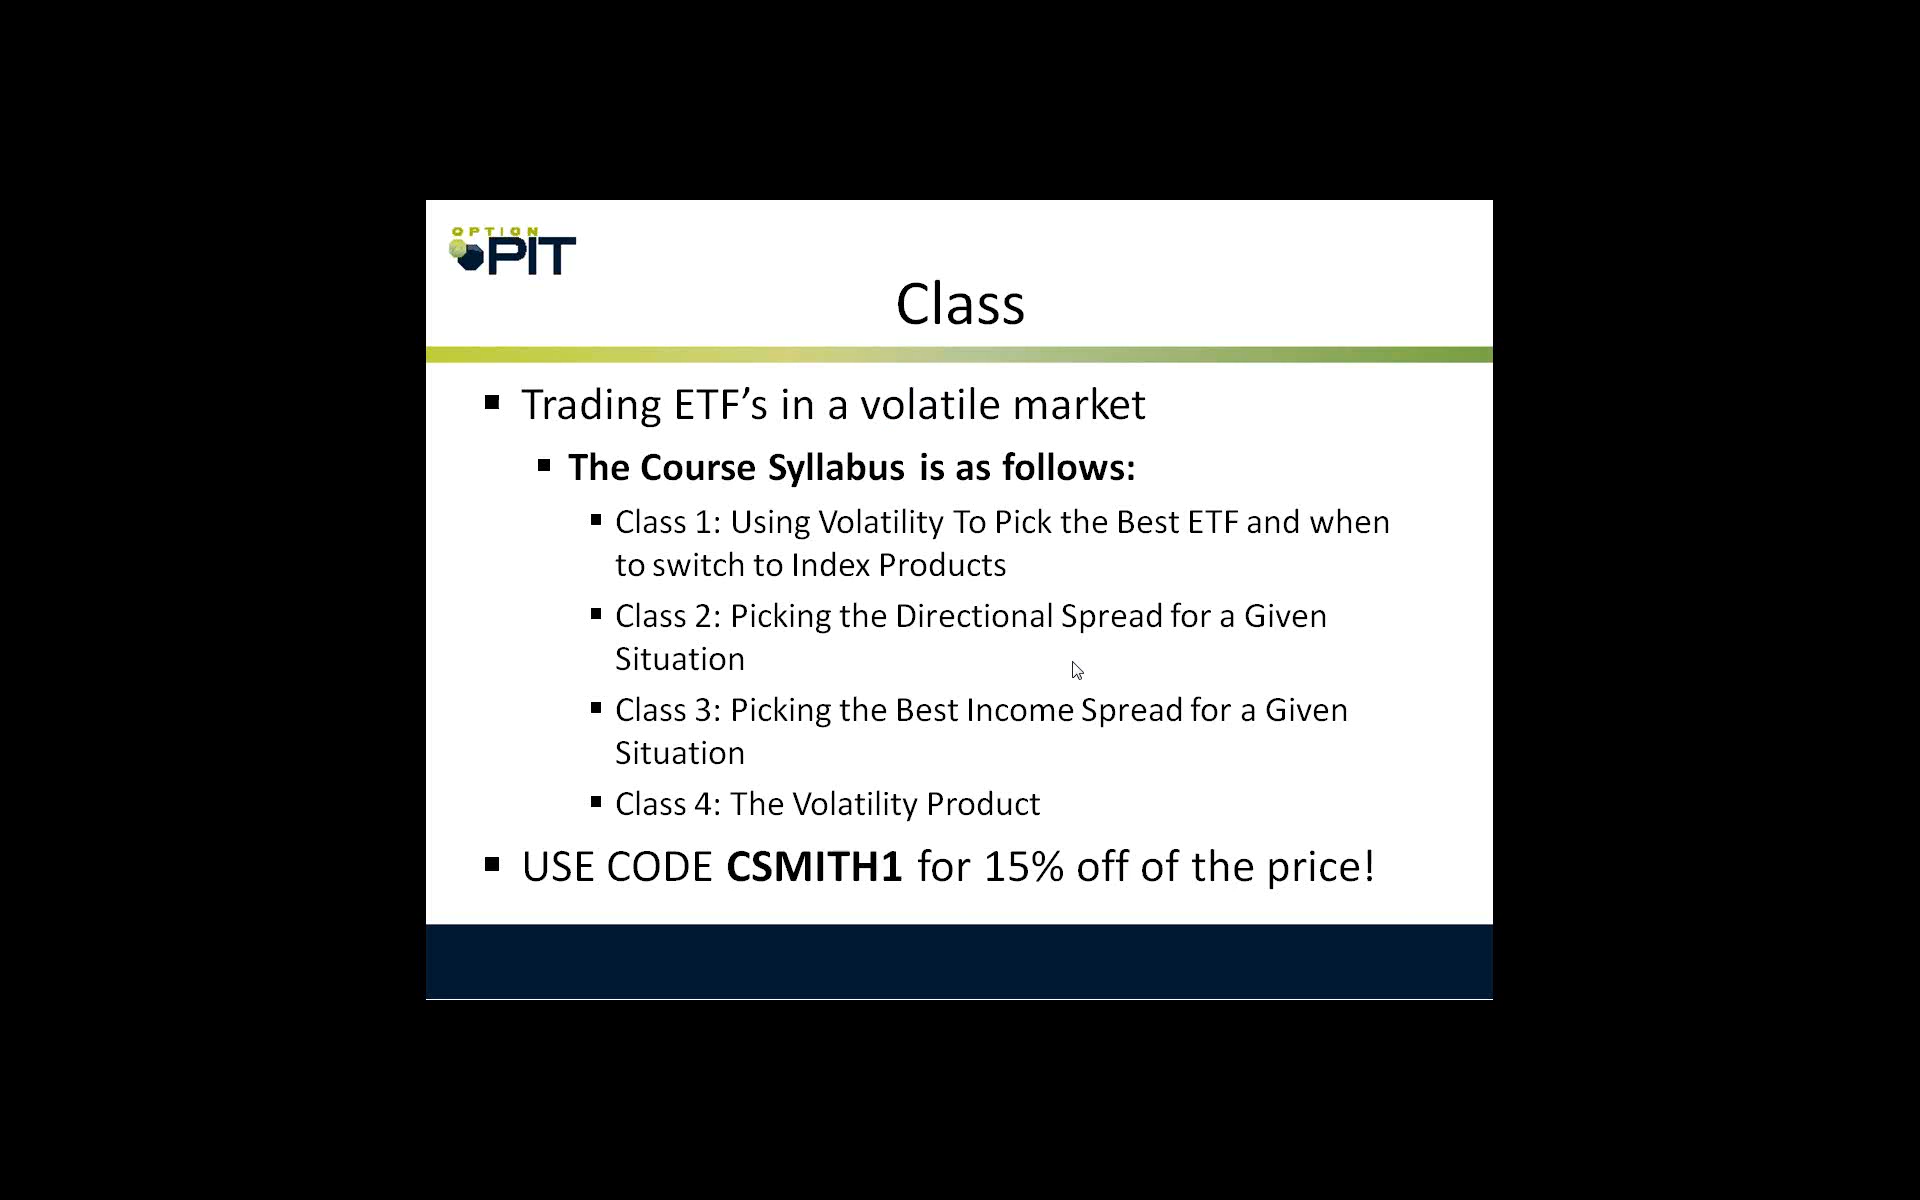 OPTION
PIT
Class
Trading ETF’s in a volatile market
The Course Syllabus is as follows:
Class 1: Using Volatility To Pick the Best ETF and when
to switch to Index Products
Class 2: Picking the Directional Spread for a Given
Situation
Class 3: Picking the Best Income Spread for a Given
Situation
Class 4: The Volatility Product
USE CODE CSMITH1 for 15% off of the price!